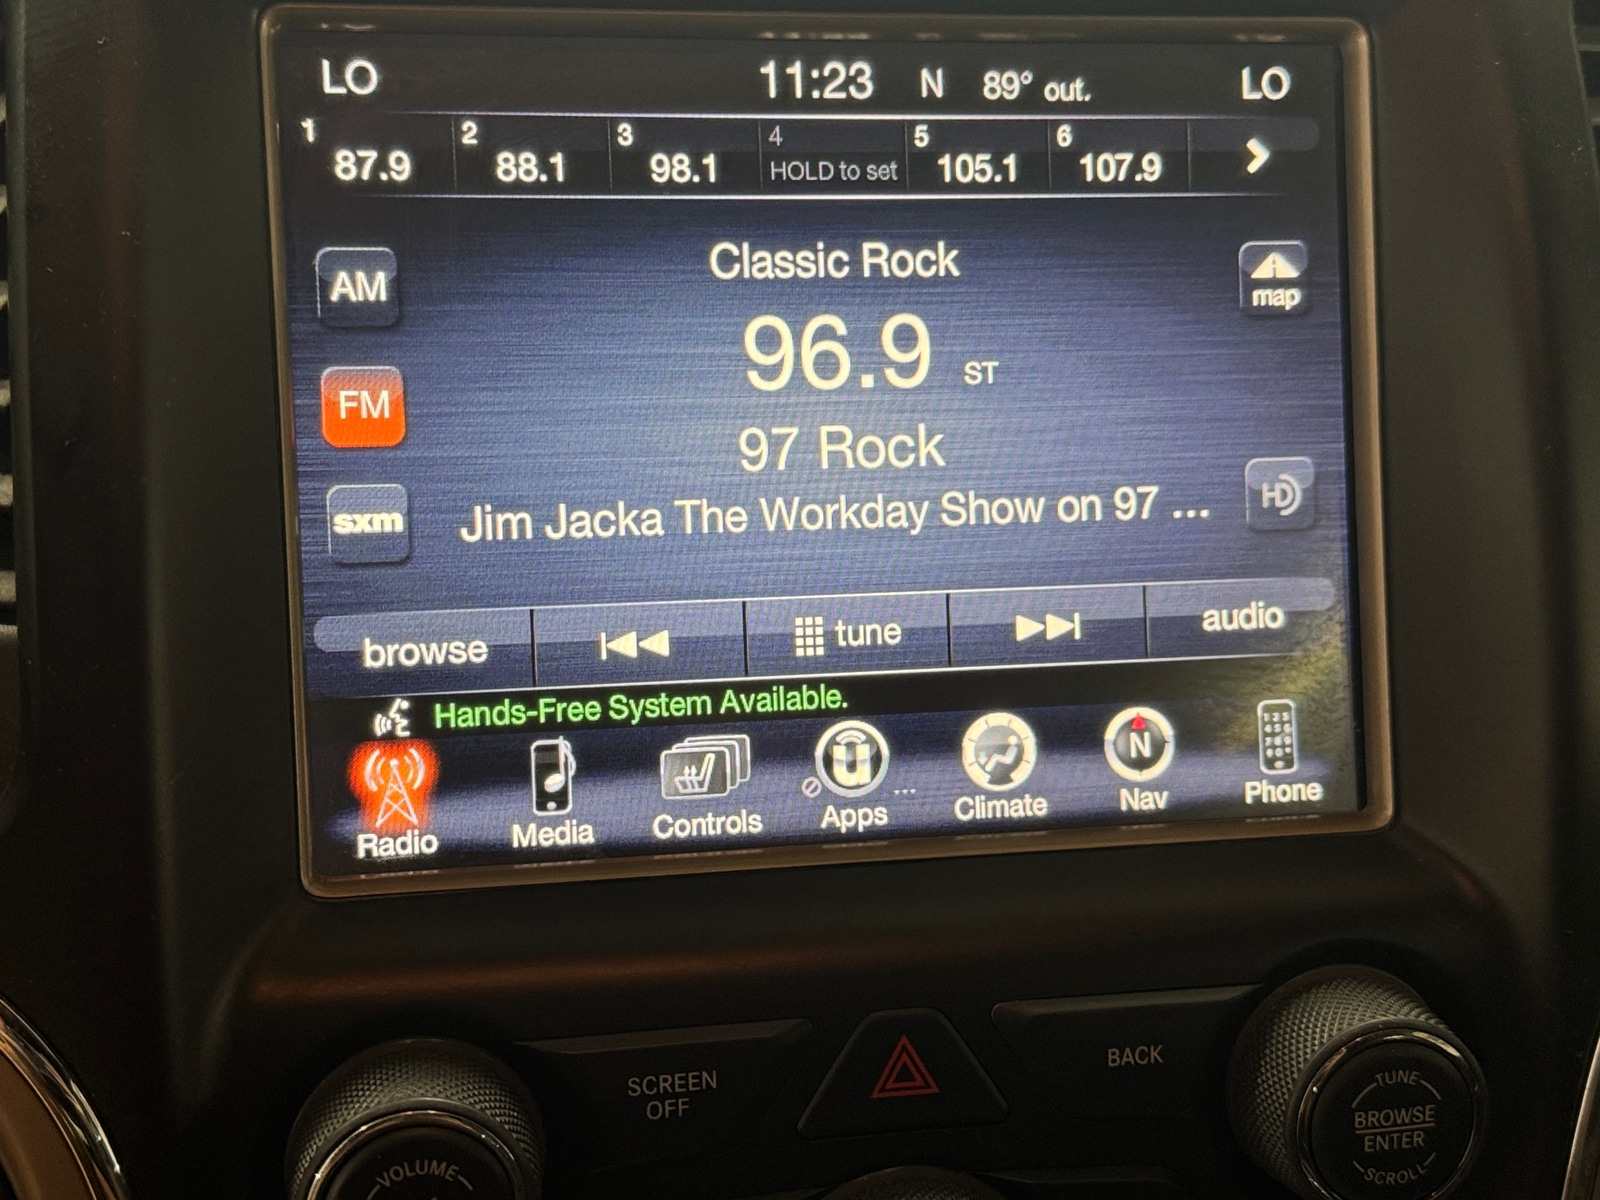 LO 11:23 N 89° out. LO
1 87.9 2 88.1 3 98.1 4 HOLD to set 5 105.1 6 107.9
Classic Rock
AM
map
96.9 ST
FM
97 Rock
HD
sxm
Jim Jacka The Workday Show on 97 ...
browse tune audio
Hands-Free System Available.
N
Radio Media Controls Apps ... Climate Nav Phone
SCREEN
OFF
BACK
TUNE
BROWSE
ENTER
SCROLL
VOLUME